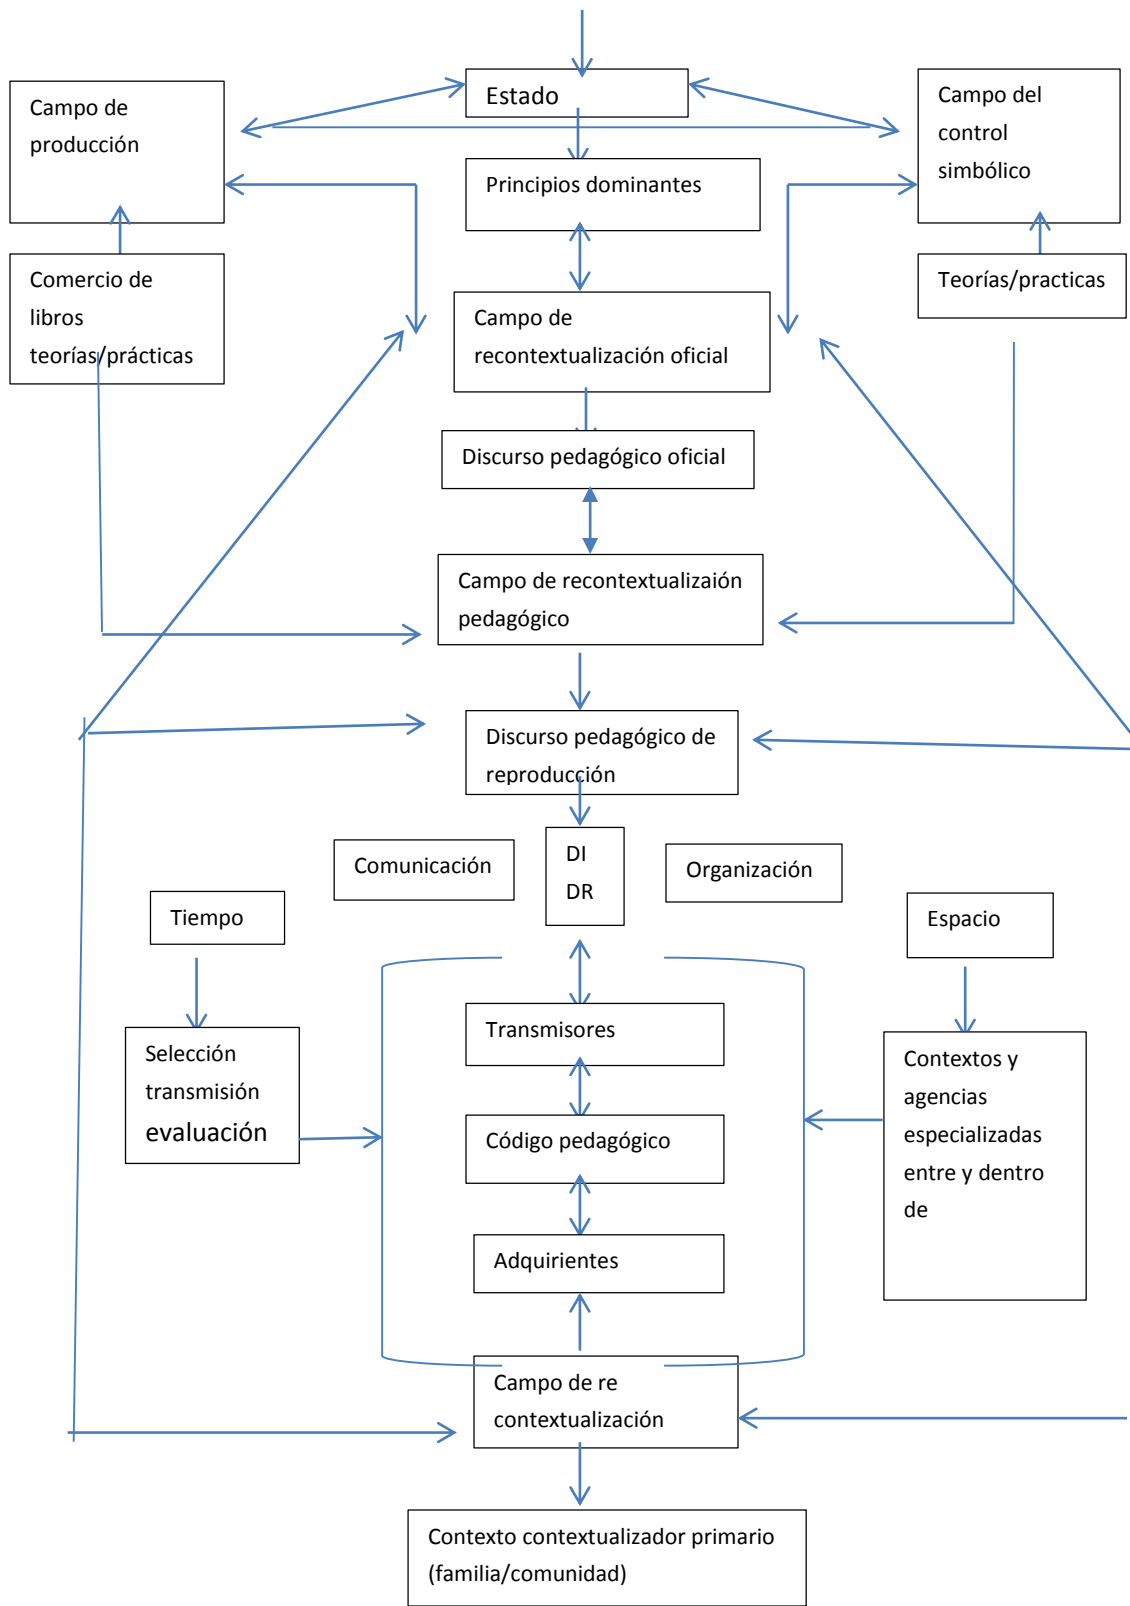 Estado
Campo de
producción
Campo del
control
simbólico
Principios dominantes
Comercio de
libros
teorías/prácticas
Teorías/practicas
Campo de
recontextualización oficial
Discurso pedagógico oficial
Campo de recontextualizaión
pedagógico
Discurso pedagógico de
reproducción
Comunicación
DI
DR
Organización
Tiempo
Espacio
Selección
transmisión
evaluación
Transmisores
Contextos y
agencias
especializadas
entre y dentro
de
Código pedagógico
Adquirientes
Campo de re
contextualización
Contexto contextualizador primario
(familia/comunidad)